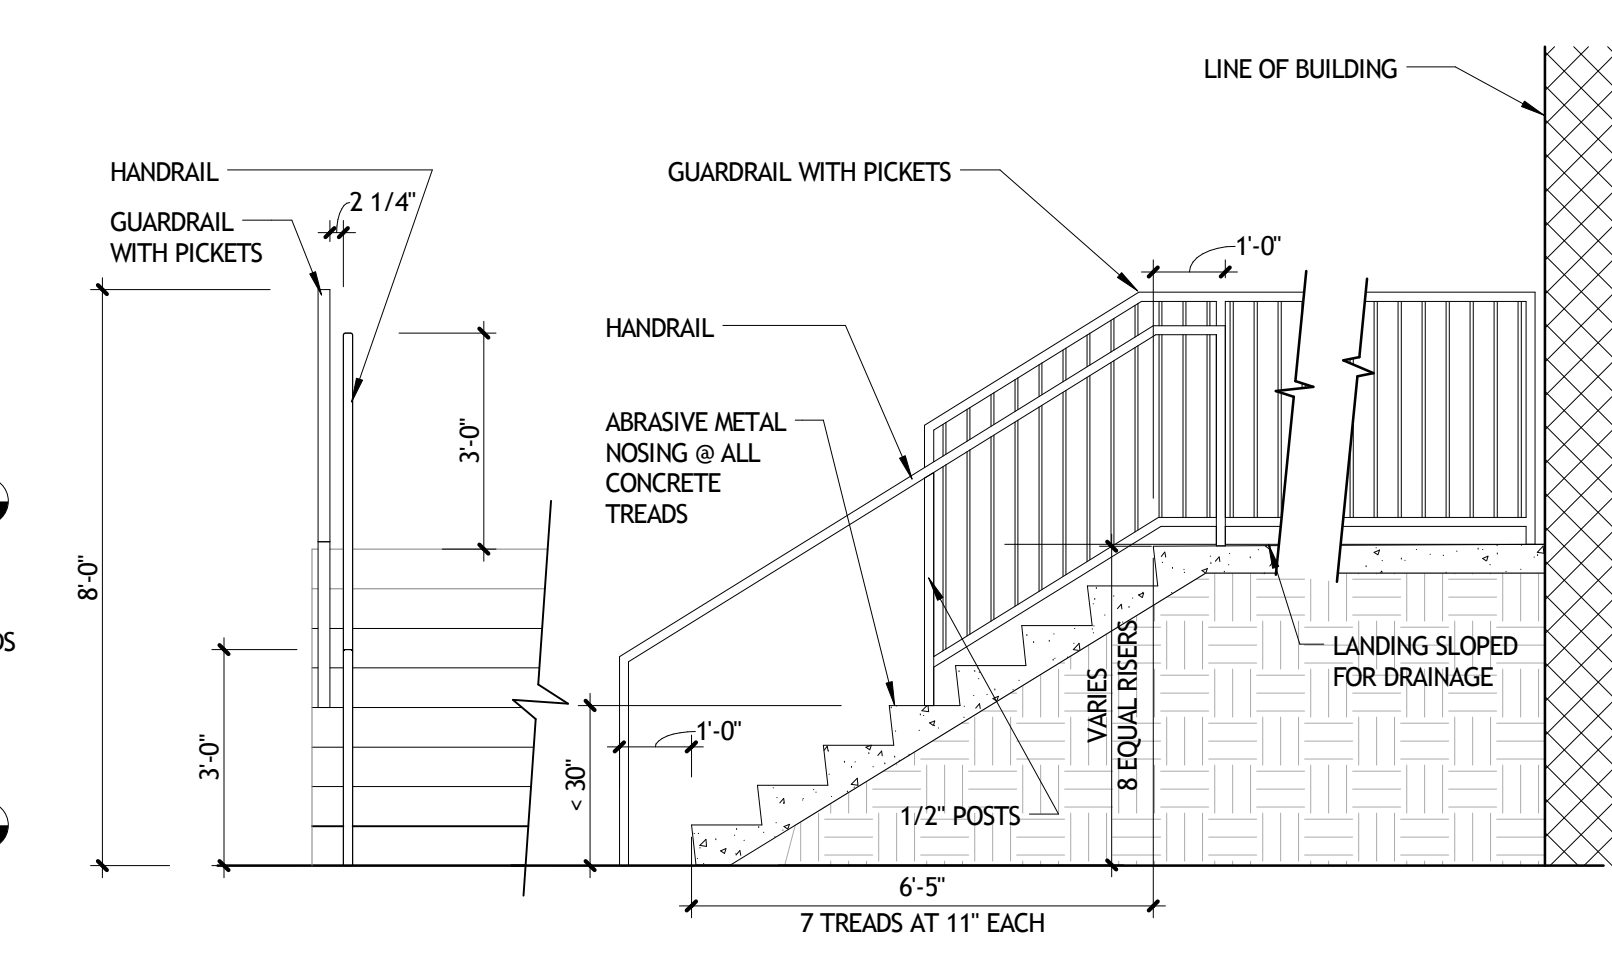 LINE OF BUILDING
HANDRAIL
2 1/4"
GUARDRAIL
WITH PICKETS
GUARDRAIL WITH PICKETS
1'-0"
HANDRAIL
ABRASIVE METAL
NOSING @ ALL
CONCRETE
TREADS
3'-0"
8'-0"
3'-0"
< 30"
1'-0"
VARIES
8 EQUAL RISERS
LANDING SLOPED
FOR DRAINAGE
1/2" POSTS
6'-5"
7 TREADS AT 11" EACH